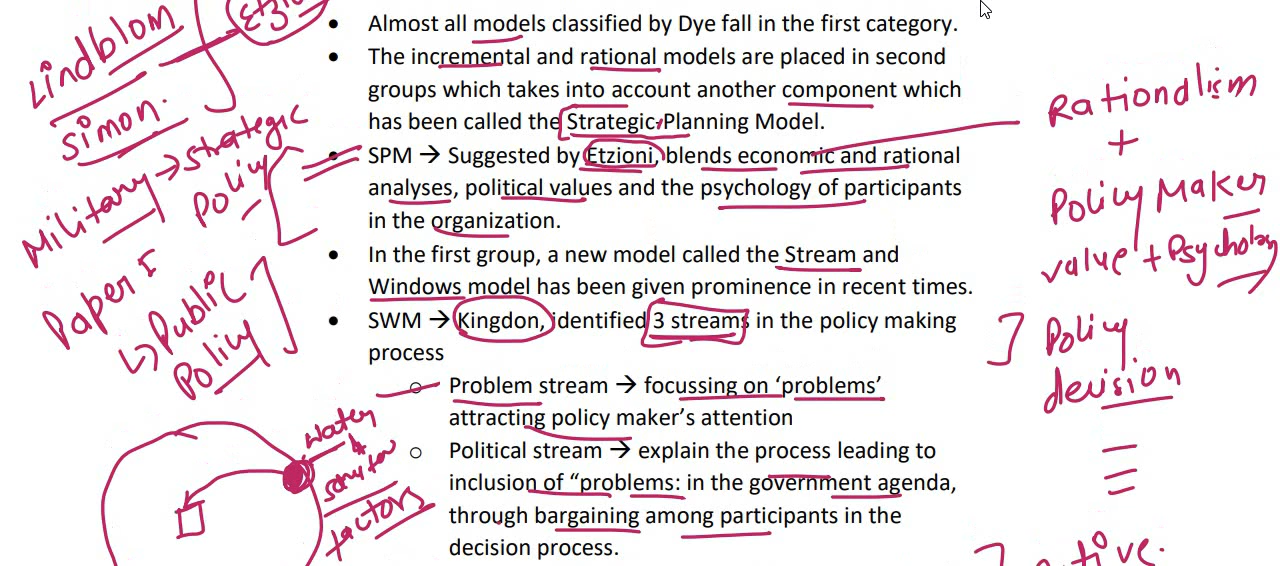 Lindblom
Simon.
Military → strategic
Policy
Paper I
↳ Public
Policy
• Almost all models classified by Dye fall in the first category.
• The incremental and rational models are placed in second
groups which takes into account another component which
has been called the Strategic Planning Model.
• SPM → Suggested by Etzioni, blends economic and rational
analyses, political values and the psychology of participants
in the organization.
• In the first group, a new model called the Stream and
Windows model has been given prominence in recent times.
• SWM → Kingdon, identified 3 streams in the policy making
process
o Problem stream → focussing on ‘problems’
attracting policy maker’s attention
o Political stream → explain the process leading to
inclusion of “problems: in the government agenda,
through bargaining among participants in the
decision process.
Water
factors
Rationalism
+
Policy Maker
value + Psychology
Policy
decision